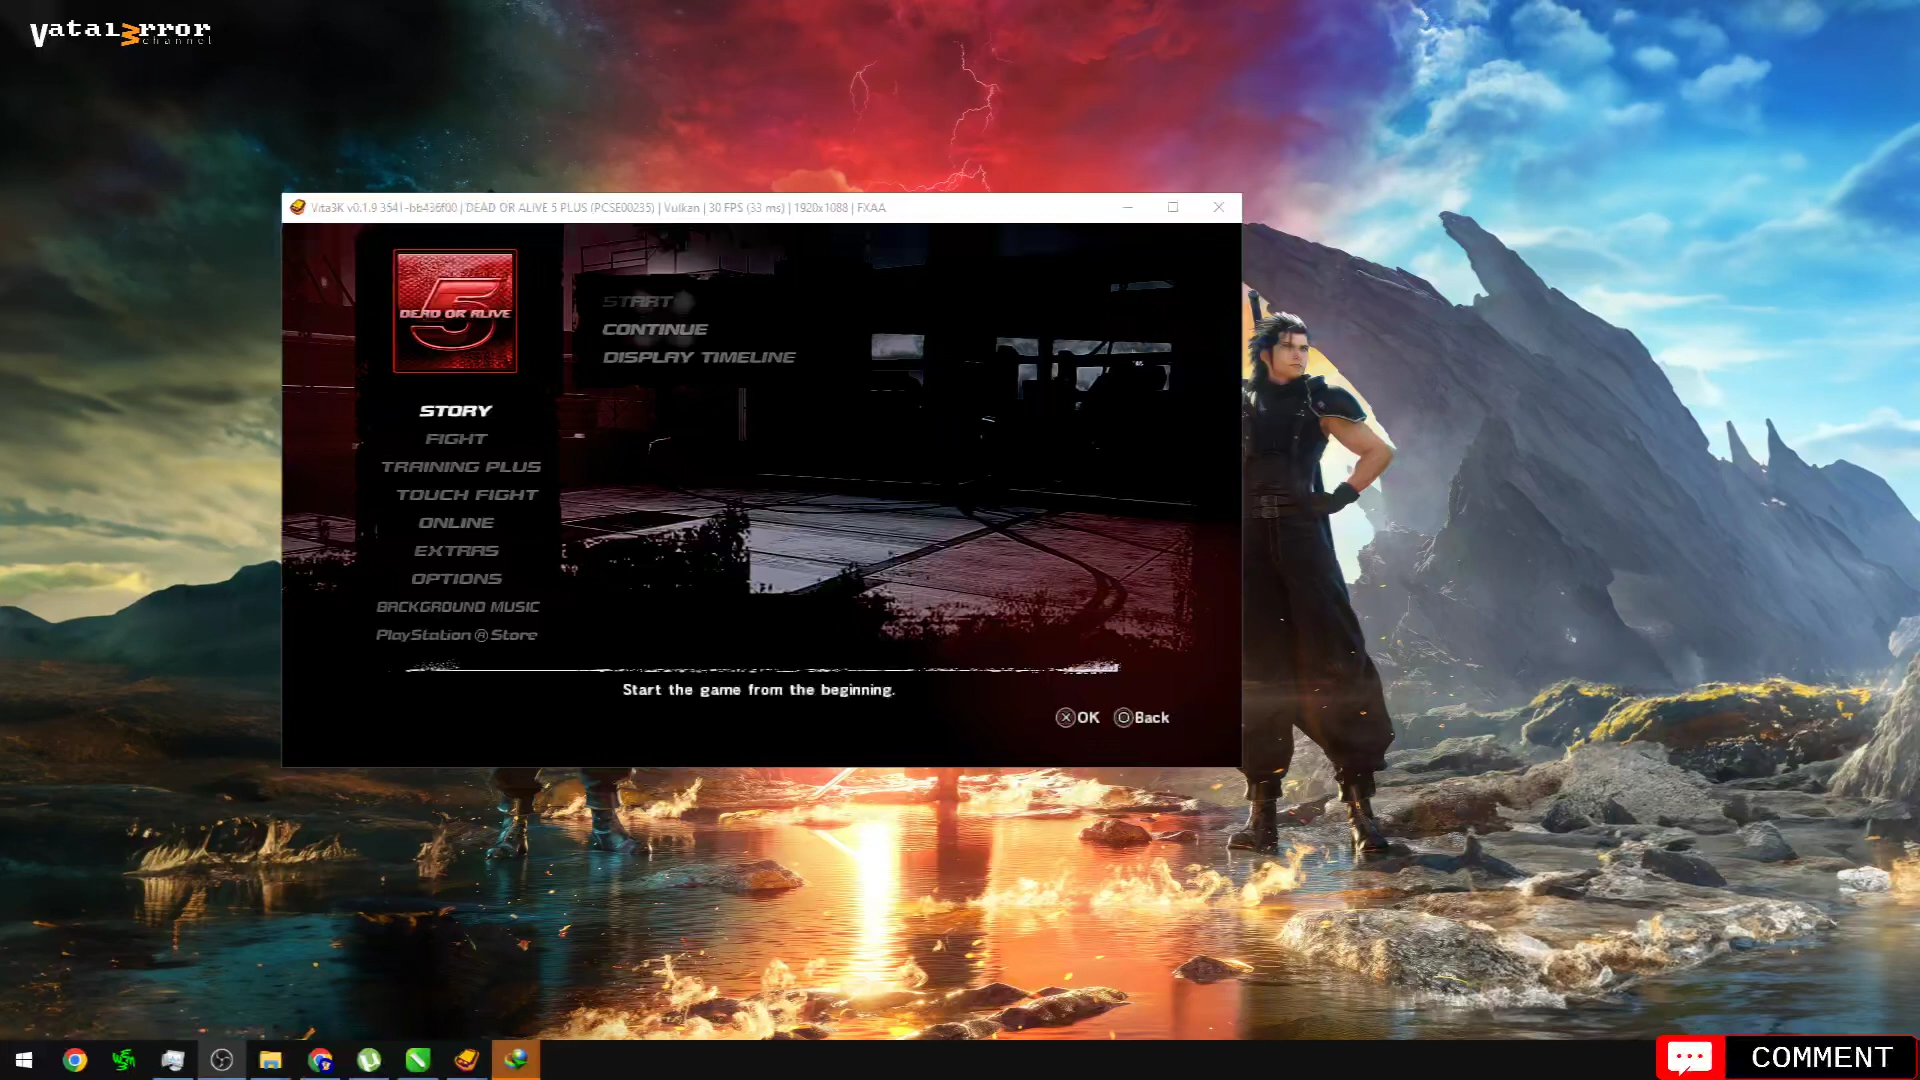 Vatal3rror
channel
Vita3K v0.1.9 3541-bb436f00 | DEAD OR ALIVE 5 PLUS (PCSE00235) | Vulkan | 30 FPS (33 ms) | 1920x1088 | FXAA
5
DEAD OR ALIVE
START
CONTINUE
DISPLAY TIMELINE
STORY
FIGHT
TRAINING PLUS
TOUCH FIGHT
ONLINE
EXTRAS
OPTIONS
BACKGROUND MUSIC
PlayStation®Store
Start the game from the beginning.
OK Back
COMMENT